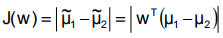 J(w) = |μ̃₁ - μ̃₂| = |wᵀ(μ₁ - μ₂)|